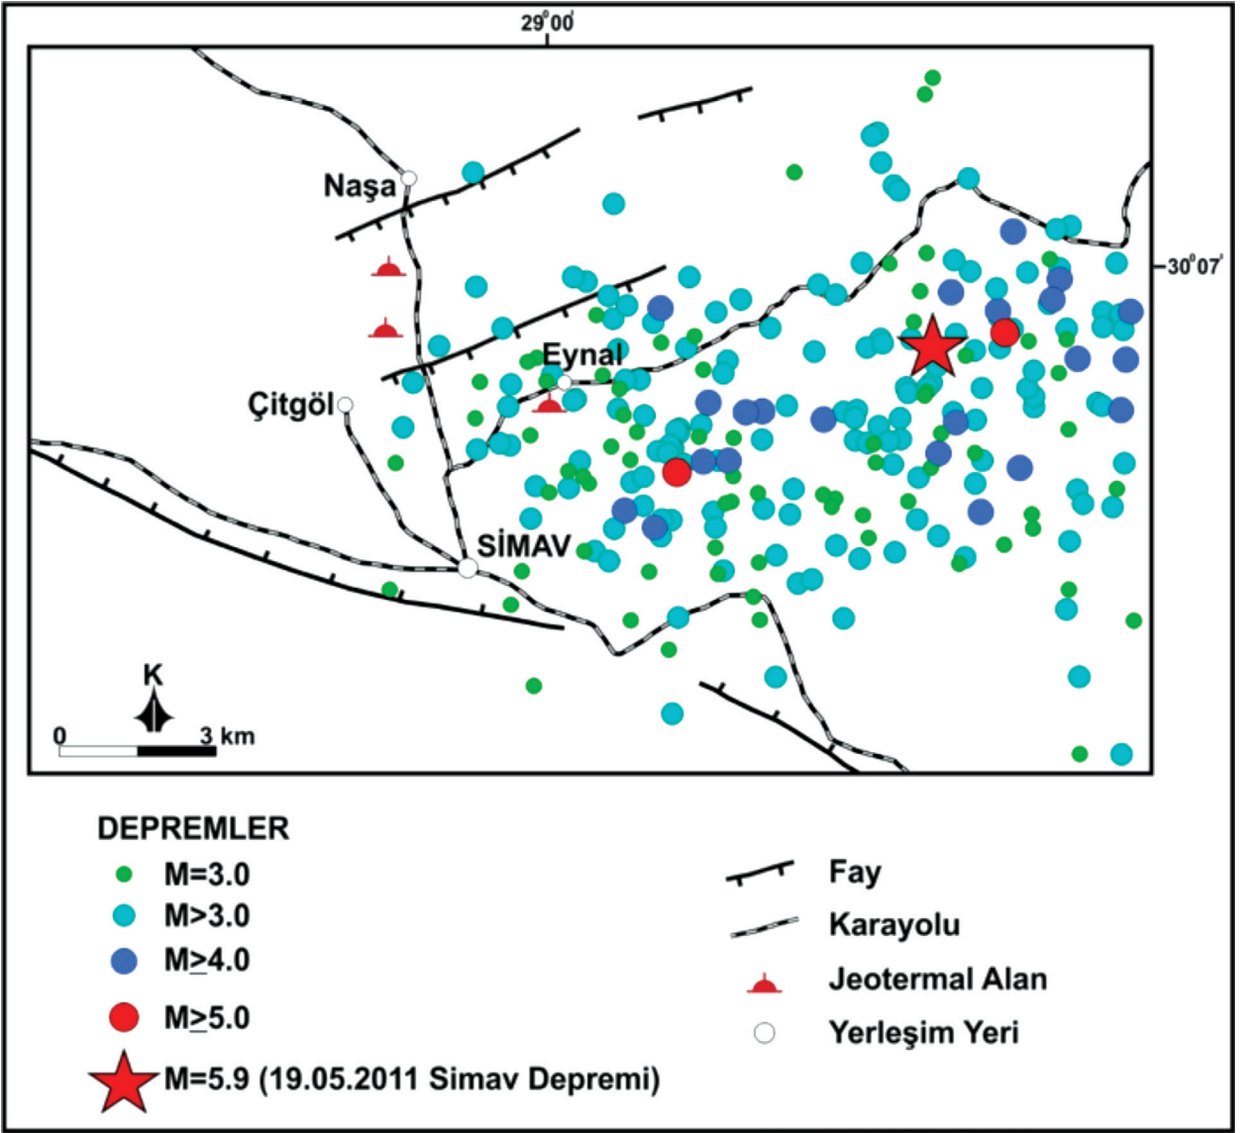 29°00'
Naşa
30°07'
Eynal
Çitgöl
SİMAV
K
0 3 km
DEPREMLER
M=3.0
M>3.0
M≥4.0
M≥5.0
M=5.9 (19.05.2011 Simav Depremi)
Fay
Karayolu
Jeotermal Alan
Yerleşim Yeri